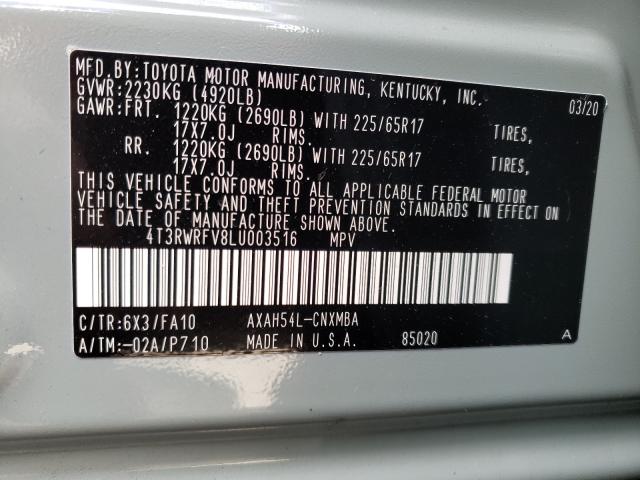 MFD.BY:TOYOTA MOTOR MANUFACTURING, KENTUCKY, INC.
GVWR:2230KG (4920LB) 03/20
GAWR:FRT. 1220KG (2690LB) WITH 225/65R17 TIRES,
17X7.0J RIMS.
RR. 1220KG (2690LB) WITH 225/65R17 TIRES,
17X7.0J RIMS.
THIS VEHICLE CONFORMS TO ALL APPLICABLE FEDERAL MOTOR
VEHICLE SAFETY AND THEFT PREVENTION STANDARDS IN EFFECT ON
THE DATE OF MANUFACTURE SHOWN ABOVE.
4T3RWRFV8LU003516 MPV
C/TR:6X3/FA10 AXAH54L-CNXMBA
A/TM:-02A/P710 MADE IN U.S.A. 85020 A